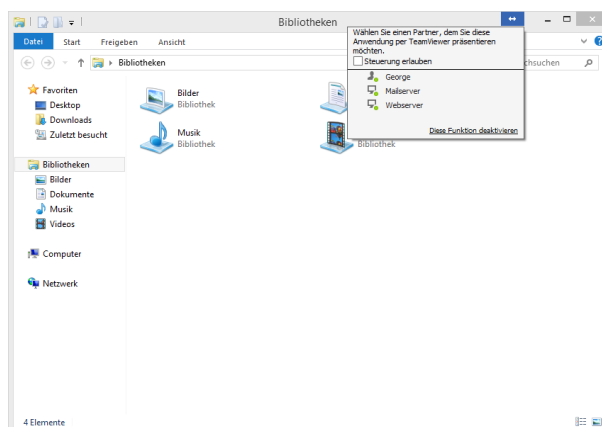 Bibliotheken
Datei Start Freigeben Ansicht
Bibliotheken
chsuchen
Wählen Sie einen Partner, dem Sie diese
Anwendung per TeamViewer präsentieren
möchten.
Steuerung erlauben
George
Mailserver
Webserver
Diese Funktion deaktivieren
Favoriten
Desktop
Downloads
Zuletzt besucht
Bibliotheken
Bilder
Dokumente
Musik
Videos
Computer
Netzwerk
Bilder
Bibliothek
Musik
Bibliothek
Bibliothek
4 Elemente